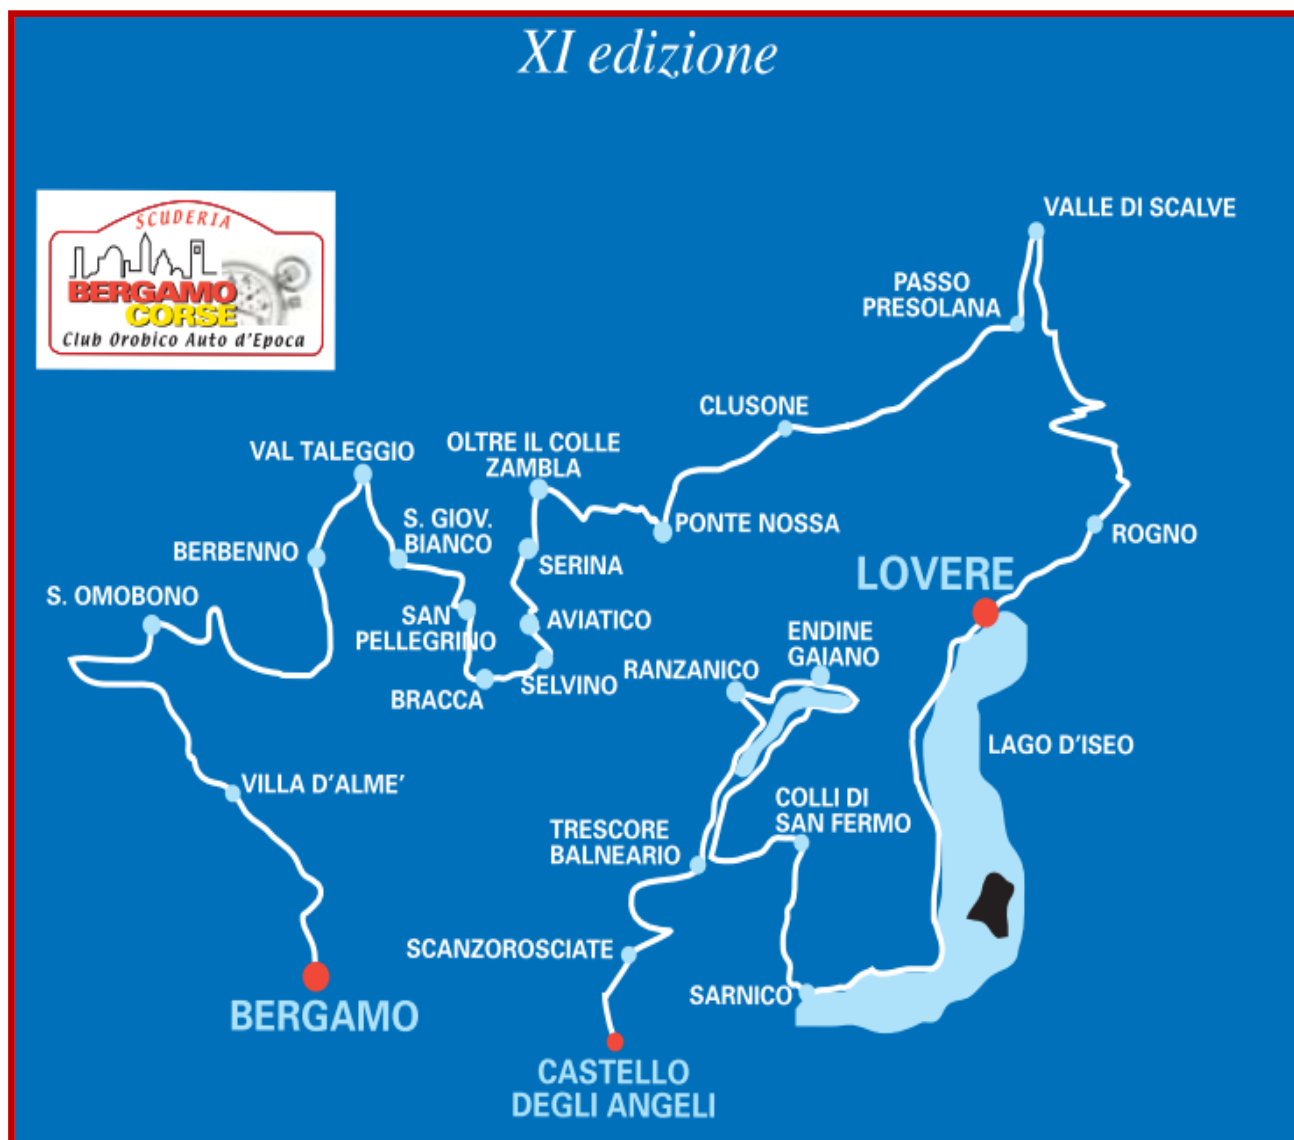 XI edizione
SCUDERIA
BERGAMO
CORSE
Club Orobico Auto d'Epoca
VALLE DI SCALVE
PASSO
PRESOLANA
CLUSONE
OLTRE IL COLLE
ZAMBLA
VAL TALEGGIO
S. GIOV.
BIANCO
PONTE NOSSA
ROGNO
BERBENNO
SERINA
LOVERE
S. OMOBONO
SAN
PELLEGRINO
AVIATICO
ENDINE
GAIANO
RANZANICO
SELVINO
BRACCA
LAGO D'ISEO
VILLA D'ALME'
COLLI DI
SAN FERMO
TRESCORE
BALNEARIO
SCANZOROSCIATE
SARNICO
BERGAMO
CASTELLO
DEGLI ANGELI